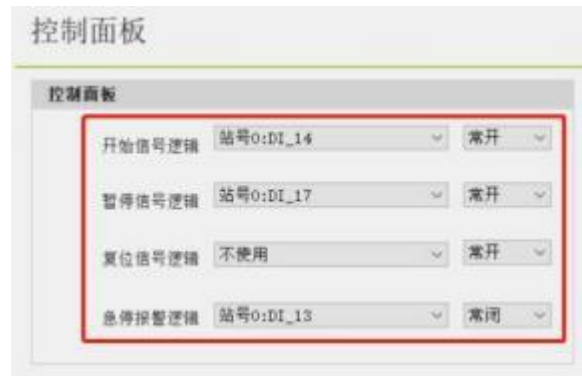 控制面板
控制面板
开始信号逻辑 站号0:DI_14 常开
暂停信号逻辑 站号0:DI_17 常开
复位信号逻辑 不使用 常开
急停报警逻辑 站号0:DI_13 常闭